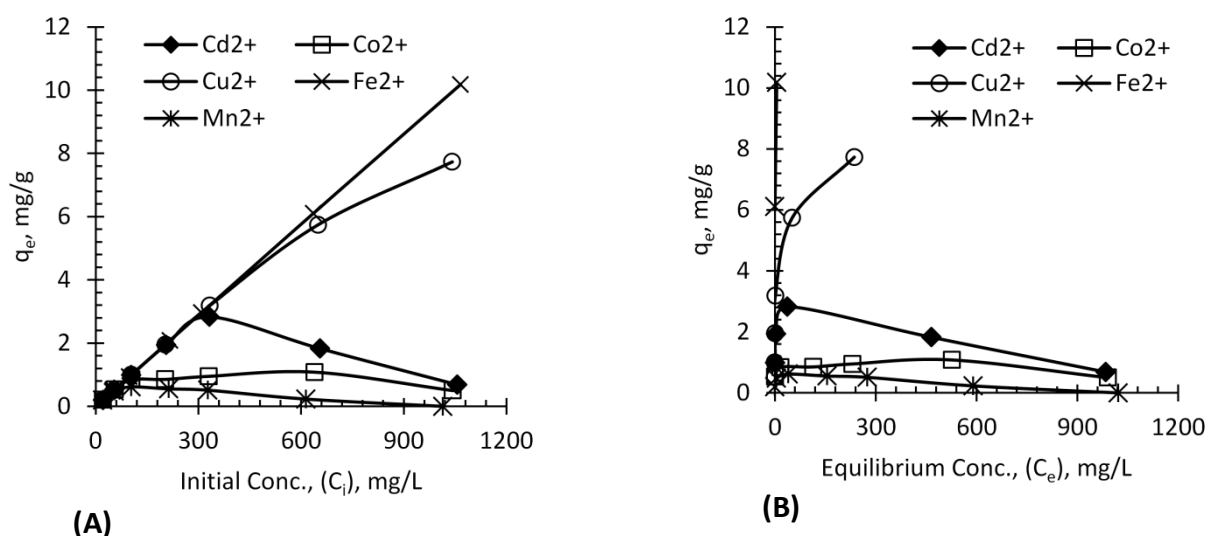 12
10
8
6
4
2
0
qe, mg/g
Cd2+ Co2+
Cu2+ Fe2+
Mn2+
0 300 600 900 1200
Initial Conc., (Ci), mg/L
(A)
12
10
8
6
4
2
0
qe, mg/g
Cd2+ Co2+
Cu2+ Fe2+
Mn2+
0 300 600 900 1200
Equilibrium Conc., (Ce), mg/L
(B)